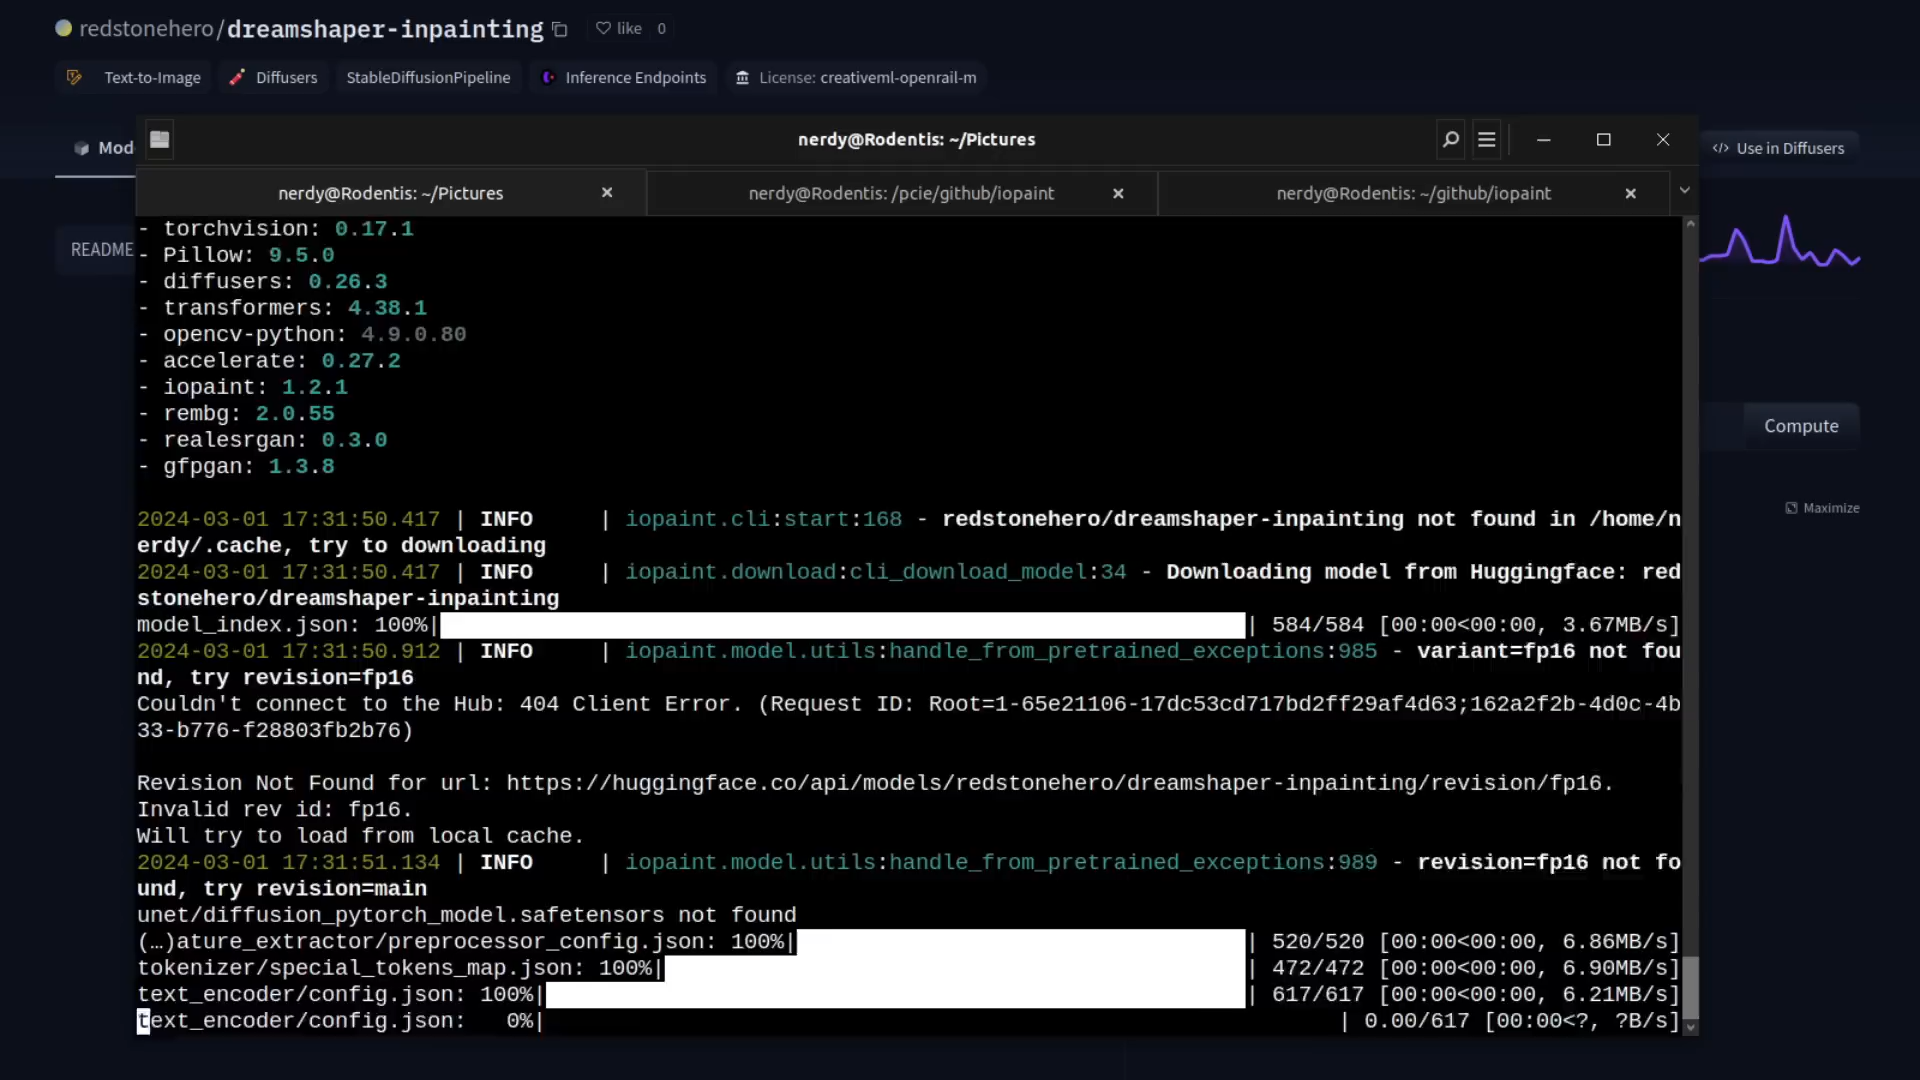 redstonehero/dreamshaper-inpainting like 0
Text-to-Image Diffusers StableDiffusionPipeline Inference Endpoints License: creativeml-openrail-m
nerdy@Rodentis: ~/Pictures
Mod Use in Diffusers
nerdy@Rodentis: ~/Pictures nerdy@Rodentis: /pcie/github/iopaint nerdy@Rodentis: ~/github/iopaint
README
- torchvision: 0.17.1
- Pillow: 9.5.0
- diffusers: 0.26.3
- transformers: 4.38.1
- opencv-python: 4.9.0.80
- accelerate: 0.27.2
- iopaint: 1.2.1
- rembg: 2.0.55
Compute
- realesrgan: 0.3.0
- gfpgan: 1.3.8
Maximize
2024-03-01 17:31:50.417 | INFO     | iopaint.cli:start:168 - redstonehero/dreamshaper-inpainting not found in /home/n
erdy/.cache, try to downloading
2024-03-01 17:31:50.417 | INFO     | iopaint.download:cli_download_model:34 - Downloading model from Huggingface: red
stonehero/dreamshaper-inpainting
model_index.json: 100%| | 584/584 [00:00<00:00, 3.67MB/s]
2024-03-01 17:31:50.912 | INFO     | iopaint.model.utils:handle_from_pretrained_exceptions:985 - variant=fp16 not fou
nd, try revision=fp16
Couldn't connect to the Hub: 404 Client Error. (Request ID: Root=1-65e21106-17dc53cd717bd2ff29af4d63;162a2f2b-4d0c-4b
33-b776-f28803fb2b76)
Revision Not Found for url: https://huggingface.co/api/models/redstonehero/dreamshaper-inpainting/revision/fp16.
Invalid rev id: fp16.
Will try to load from local cache.
2024-03-01 17:31:51.134 | INFO     | iopaint.model.utils:handle_from_pretrained_exceptions:989 - revision=fp16 not fo
und, try revision=main
unet/diffusion_pytorch_model.safetensors not found
(…)ature_extractor/preprocessor_config.json: 100%| | 520/520 [00:00<00:00, 6.86MB/s]
tokenizer/special_tokens_map.json: 100%| | 472/472 [00:00<00:00, 6.90MB/s]
text_encoder/config.json: 100%| | 617/617 [00:00<00:00, 6.21MB/s]
text_encoder/config.json:   0%| | 0.00/617 [00:00<?, ?B/s]